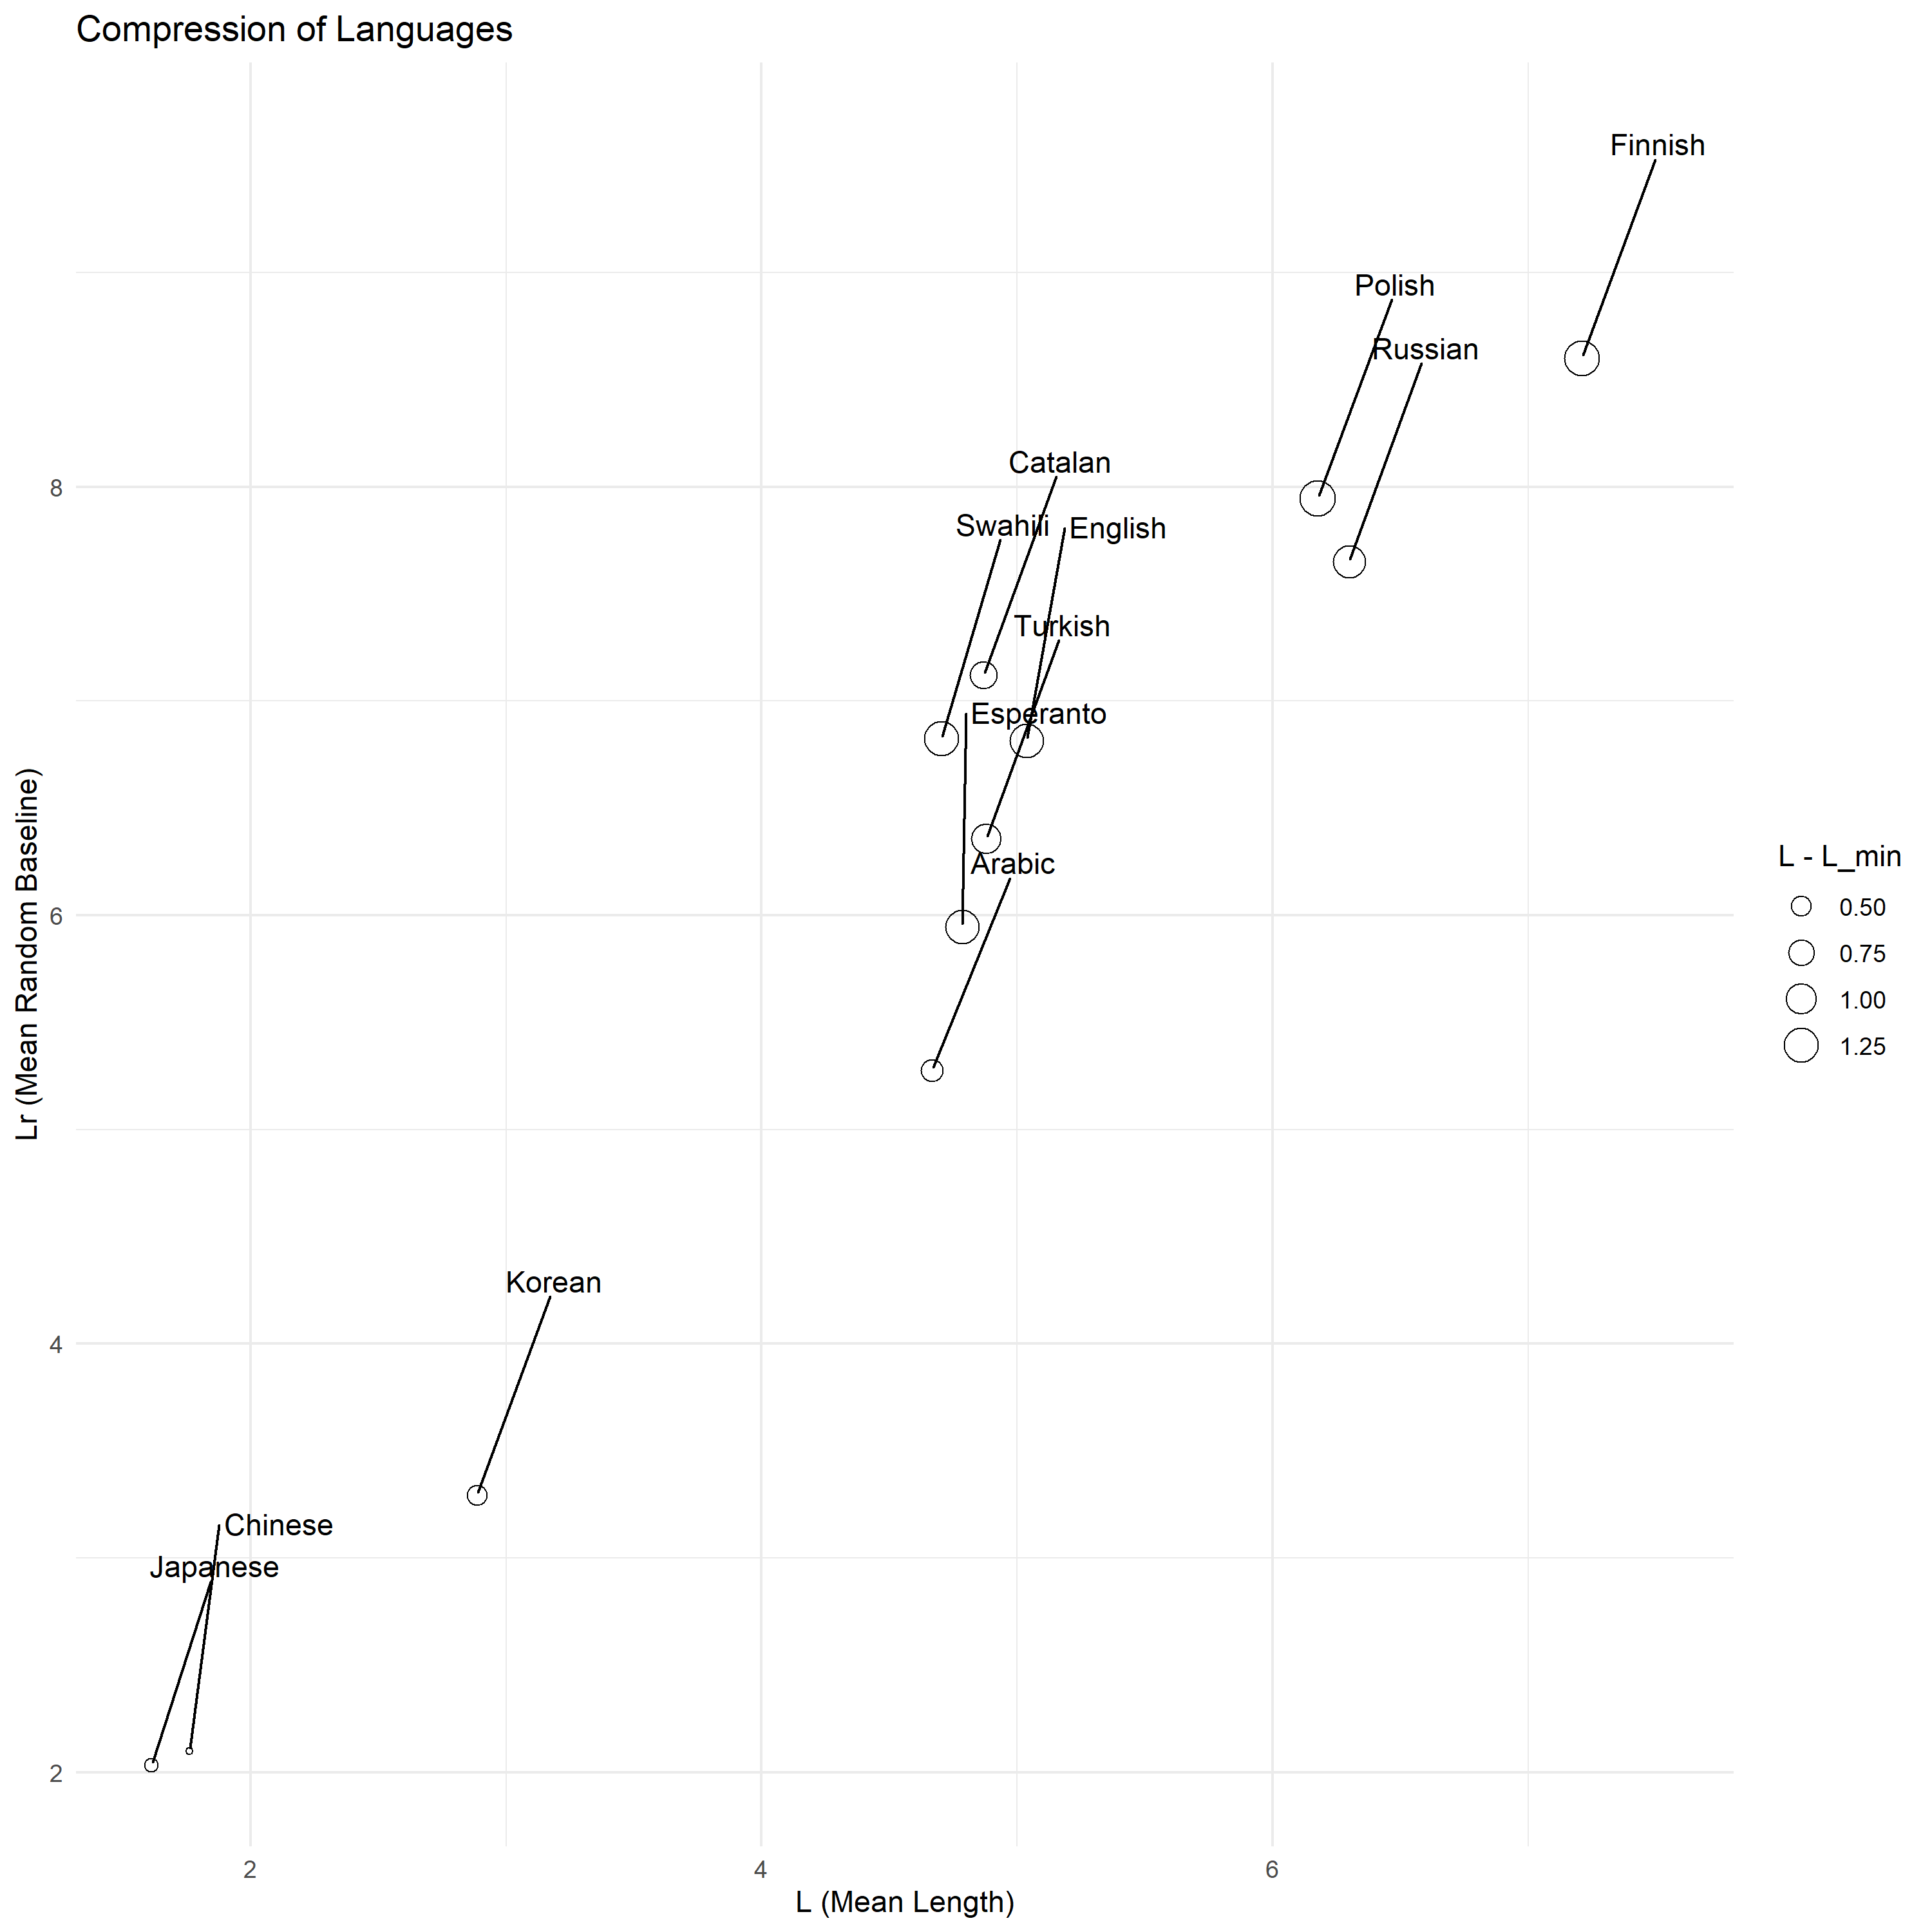 Compression of Languages
Finnish
Polish
Russian
Catalan
Swahili
English
Turkish
Esperanto
Arabic
Korean
Chinese
Japanese
8
6
4
2
2
4
6
L (Mean Length)
Lr (Mean Random Baseline)
L - L_min
0.50
0.75
1.00
1.25